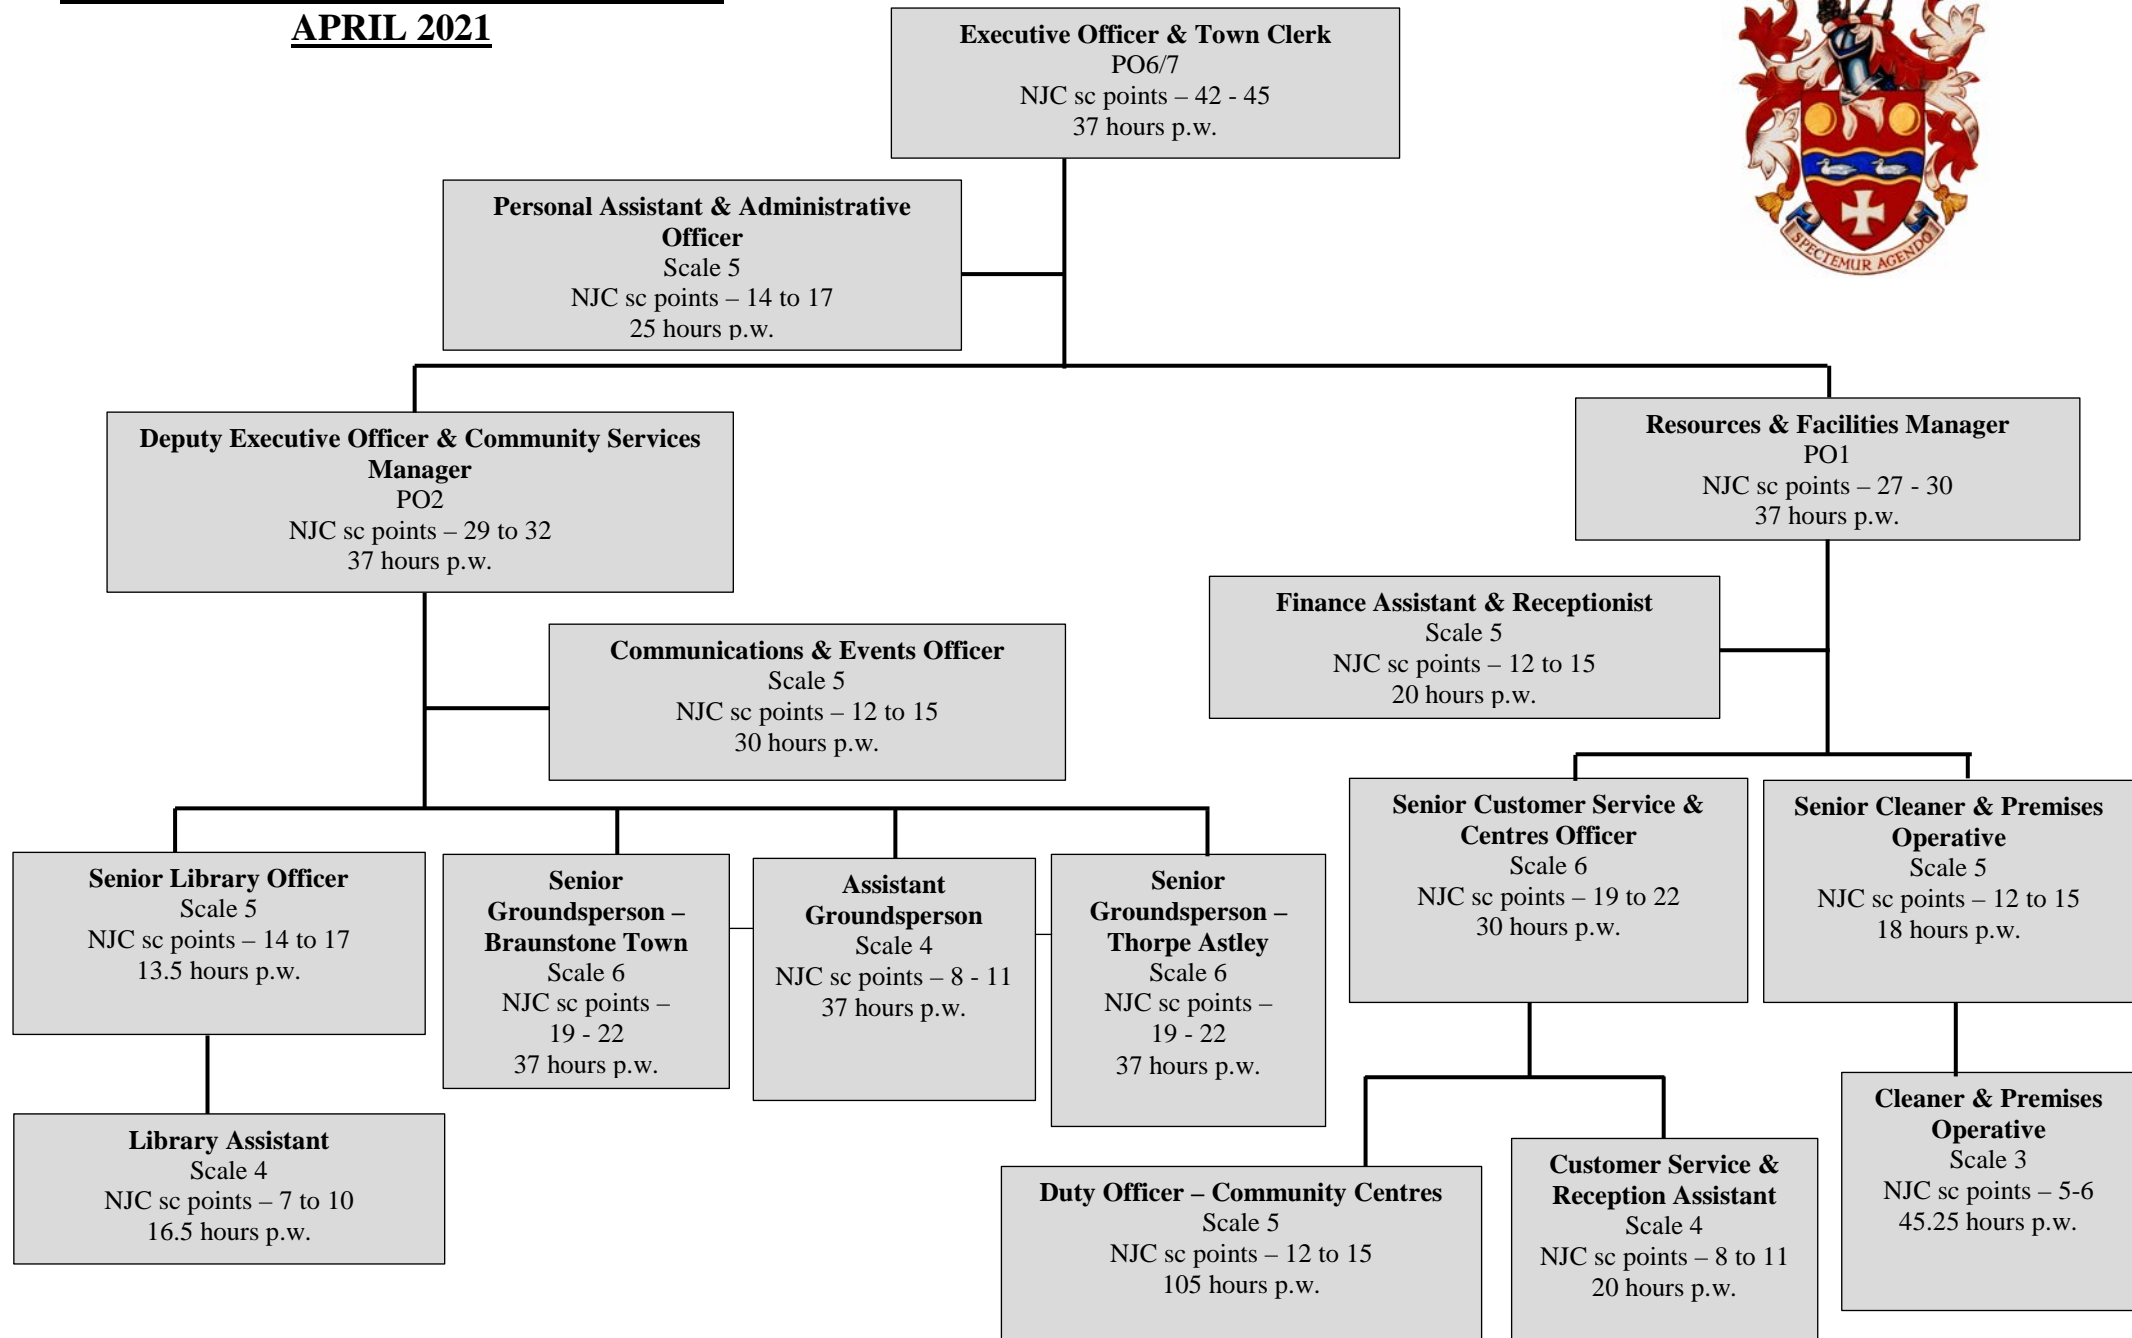 APRIL 2021
Executive Officer & Town Clerk
PO6/7
NJC sc points – 42 - 45
37 hours p.w.
SPECTEMUR AGENDO
Personal Assistant & Administrative
Officer
Scale 5
NJC sc points – 14 to 17
25 hours p.w.
Deputy Executive Officer & Community Services
Manager
PO2
NJC sc points – 29 to 32
37 hours p.w.
Resources & Facilities Manager
PO1
NJC sc points – 27 - 30
37 hours p.w.
Finance Assistant & Receptionist
Scale 5
NJC sc points – 12 to 15
20 hours p.w.
Communications & Events Officer
Scale 5
NJC sc points – 12 to 15
30 hours p.w.
Senior Library Officer
Scale 5
NJC sc points – 14 to 17
13.5 hours p.w.
Senior
Groundsperson –
Braunstone Town
Scale 6
NJC sc points –
19 - 22
37 hours p.w.
Assistant
Groundsperson
Scale 4
NJC sc points – 8 - 11
37 hours p.w.
Senior
Groundsperson –
Thorpe Astley
Scale 6
NJC sc points –
19 - 22
37 hours p.w.
Senior Customer Service &
Centres Officer
Scale 6
NJC sc points – 19 to 22
30 hours p.w.
Senior Cleaner & Premises
Operative
Scale 5
NJC sc points – 12 to 15
18 hours p.w.
Library Assistant
Scale 4
NJC sc points – 7 to 10
16.5 hours p.w.
Duty Officer – Community Centres
Scale 5
NJC sc points – 12 to 15
105 hours p.w.
Customer Service &
Reception Assistant
Scale 4
NJC sc points – 8 to 11
20 hours p.w.
Cleaner & Premises
Operative
Scale 3
NJC sc points – 5-6
45.25 hours p.w.